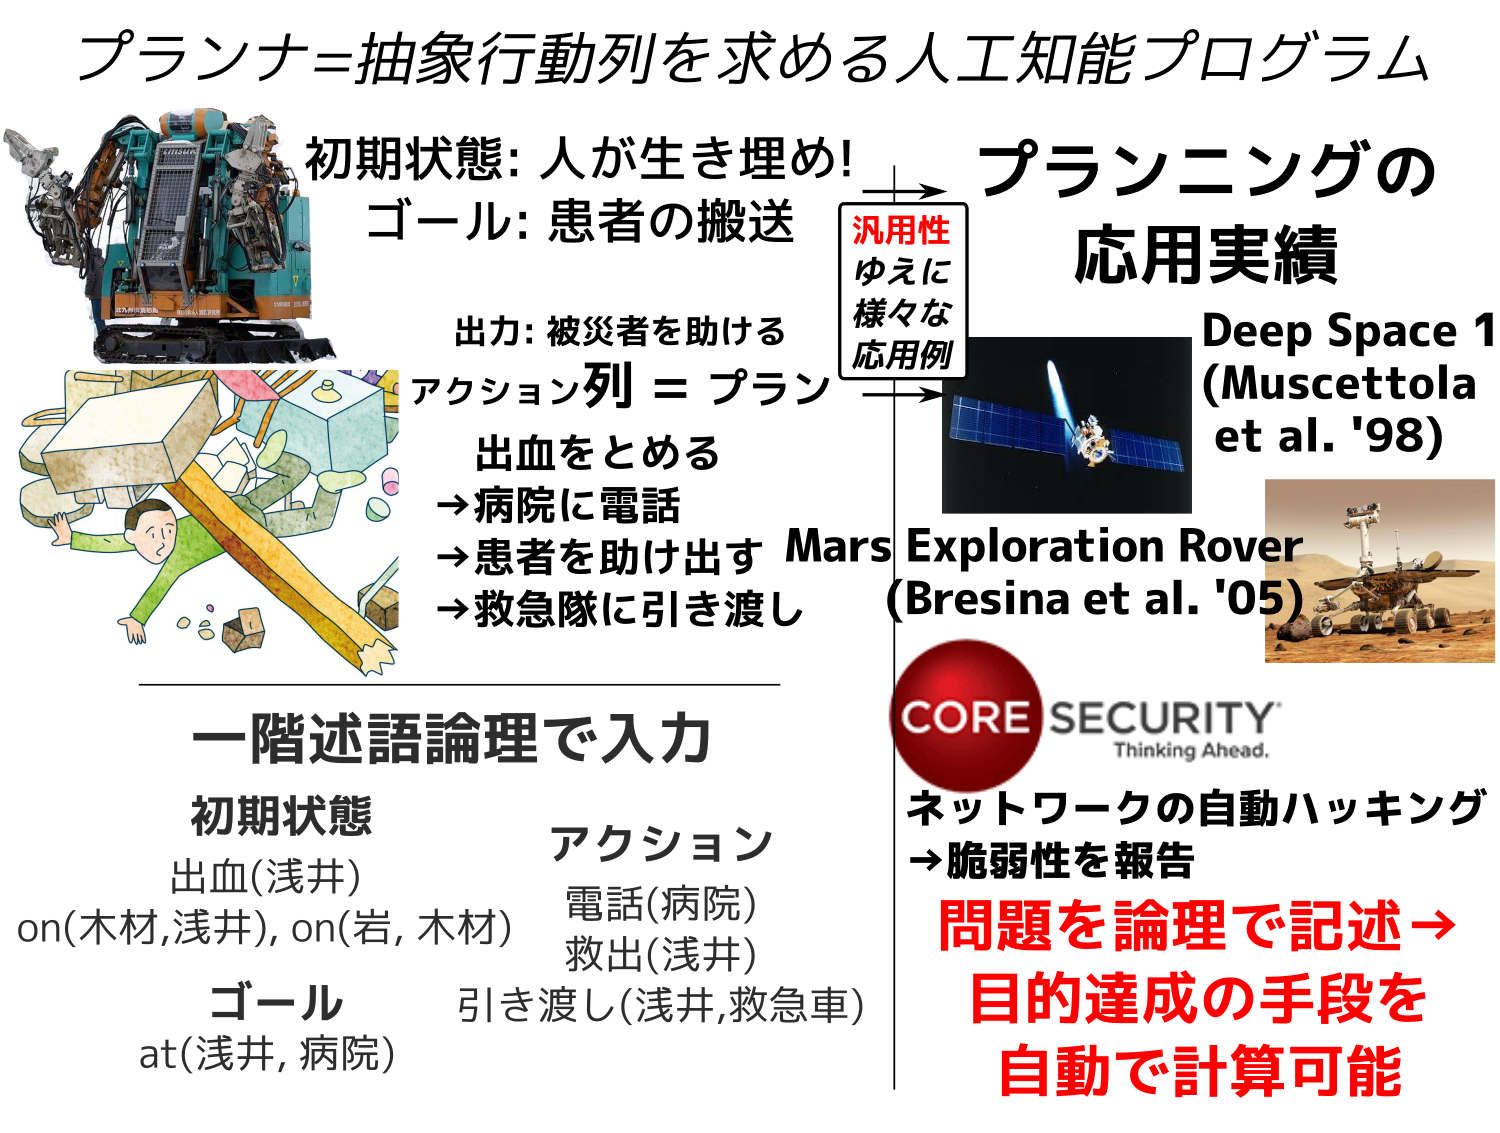 プランナ=抽象行動列を求める人工知能プログラム
初期状態: 人が生き埋め!
ゴール: 患者の搬送
出力: 被災者を助ける
アクション列 = プラン
出血をとめる
→病院に電話
→患者を助け出す
→救急隊に引き渡し
一階述語論理で入力
初期状態
出血(浅井)
on(木材,浅井), on(岩, 木材)
ゴール
at(浅井, 病院)
アクション
電話(病院)
救出(浅井)
引き渡し(浅井,救急車)
汎用性
ゆえに
様々な
応用例
プランニングの
応用実績
Deep Space 1
(Muscettola
et al. '98)
Mars Exploration Rover
(Bresina et al. '05)
CORE SECURITY
Thinking Ahead.
ネットワークの自動ハッキング
→脆弱性を報告
問題を論理で記述→
目的達成の手段を
自動で計算可能